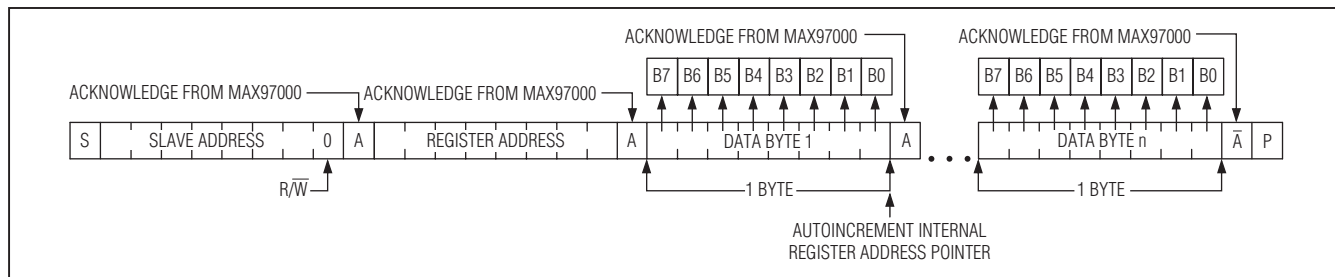 ACKNOWLEDGE FROM MAX97000
ACKNOWLEDGE FROM MAX97000
B7 B6 B5 B4 B3 B2 B1 B0
B7 B6 B5 B4 B3 B2 B1 B0
ACKNOWLEDGE FROM MAX97000
ACKNOWLEDGE FROM MAX97000
S SLAVE ADDRESS 0 A REGISTER ADDRESS A DATA BYTE 1 A • • • DATA BYTE n A̅ P
R/W̅
1 BYTE
1 BYTE
AUTOINCREMENT INTERNAL
REGISTER ADDRESS POINTER